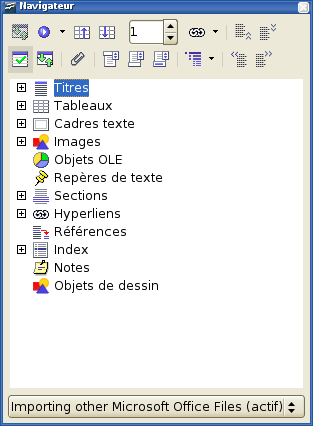 Navigateur
1
Titres
Tableaux
Cadres texte
Images
Objets OLE
Repères de texte
Sections
Hyperliens
Références
Index
Notes
Objets de dessin
Importing other Microsoft Office Files (actif)